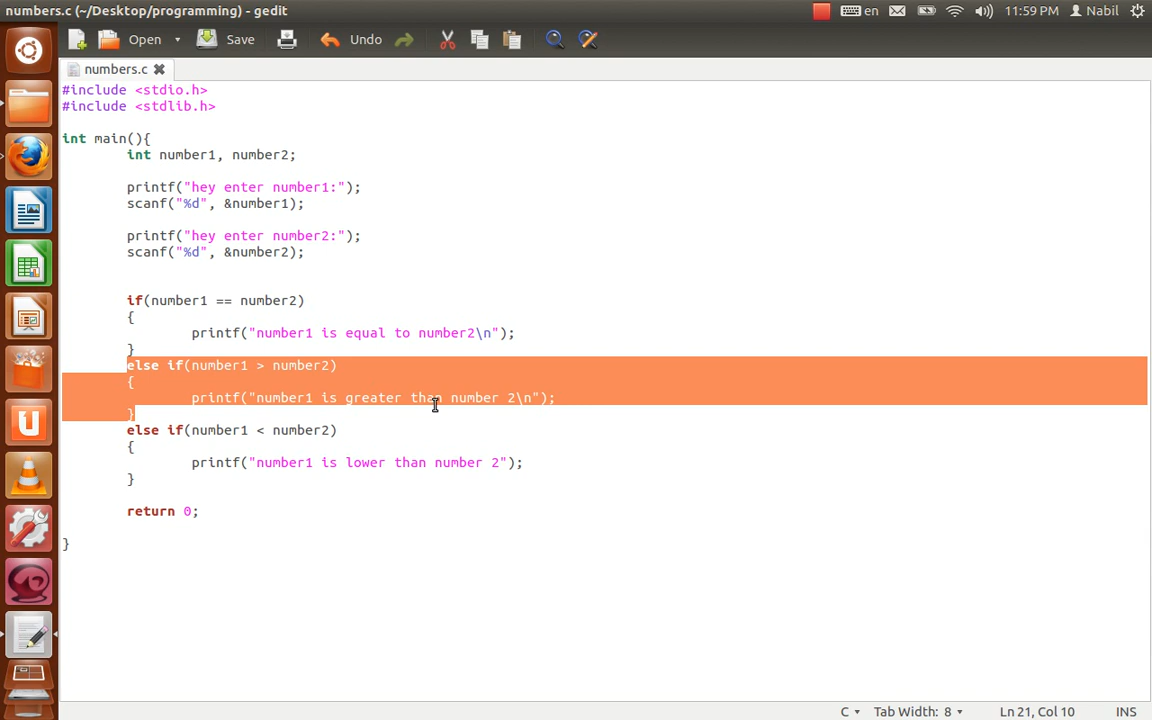 numbers.c (~/Desktop/programming) - gedit
en
11:59 PM
Nabil
Open
Save
Undo
numbers.c
#include <stdio.h>
#include <stdlib.h>
int main(){
int number1, number2;
printf("hey enter number1:");
scanf("%d", &number1);
printf("hey enter number2:");
scanf("%d", &number2);
if(number1 == number2)
{
printf("number1 is equal to number2\n");
}
else if(number1 > number2)
{
printf("number1 is greater than number 2\n");
}
else if(number1 < number2)
{
printf("number1 is lower than number 2");
}
return 0;
}
C
Tab Width: 8
Ln 21, Col 10
INS